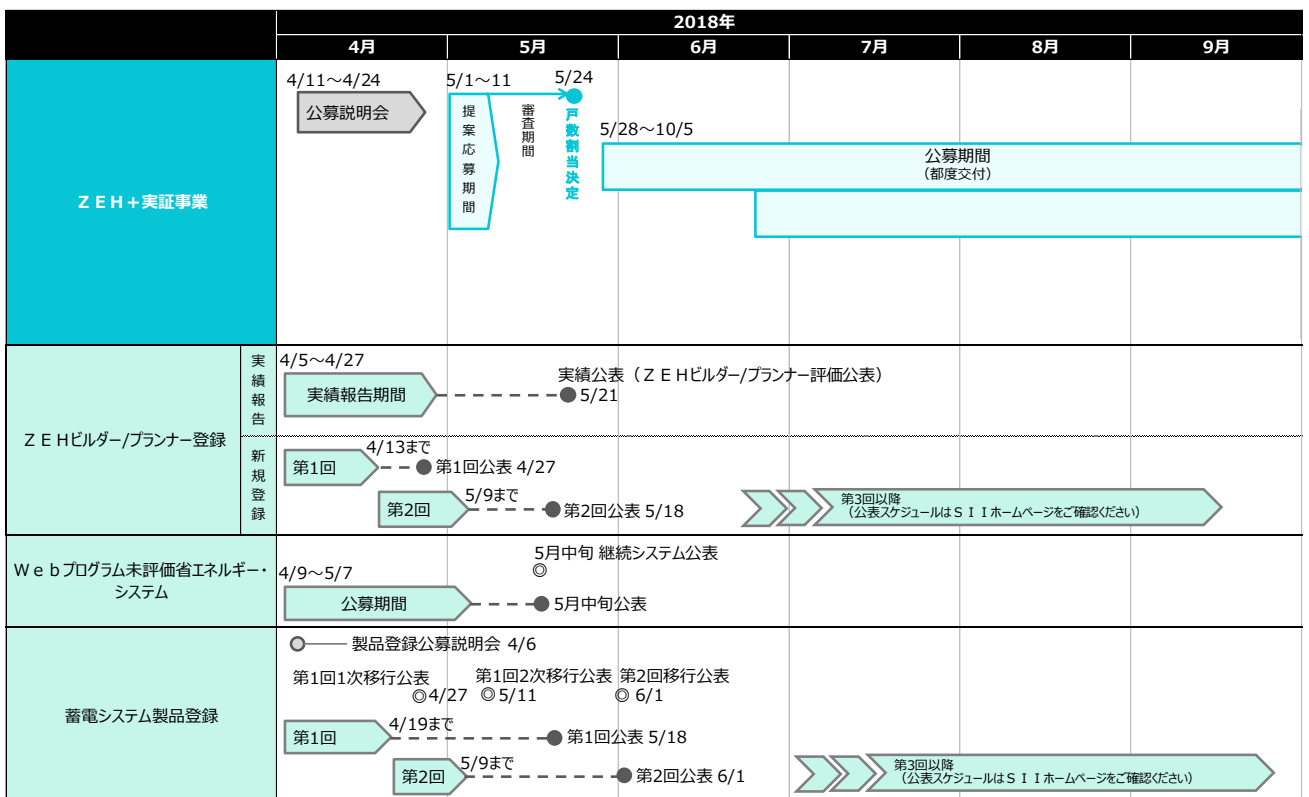 2018年
4月 5月 6月 7月 8月 9月
ZEH+実証事業
4/11～4/24
公募説明会
5/1～11
提案応募期間
審査期間
5/24
戸数割当決定
5/28～10/5
公募期間
（都度交付）
ZEHビルダー/プランナー登録
実績報告
4/5～4/27
実績報告期間
実績公表（ZEHビルダー/プランナー評価公表）
5/21
新規登録
第1回
4/13まで
第1回公表 4/27
第2回
5/9まで
第2回公表 5/18
第3回以降
（公表スケジュールはSIIホームページをご確認ください）
Webプログラム未評価省エネルギー・
システム
4/9～5/7
公募期間
5月中旬 継続システム公表
◎
5月中旬公表
蓄電システム製品登録
製品登録公募説明会 4/6
第1回1次移行公表
◎4/27
第1回2次移行公表
◎5/11
第2回移行公表
◎ 6/1
第1回
4/19まで
第1回公表 5/18
第2回
5/9まで
第2回公表 6/1
第3回以降
（公表スケジュールはSIIホームページをご確認ください）